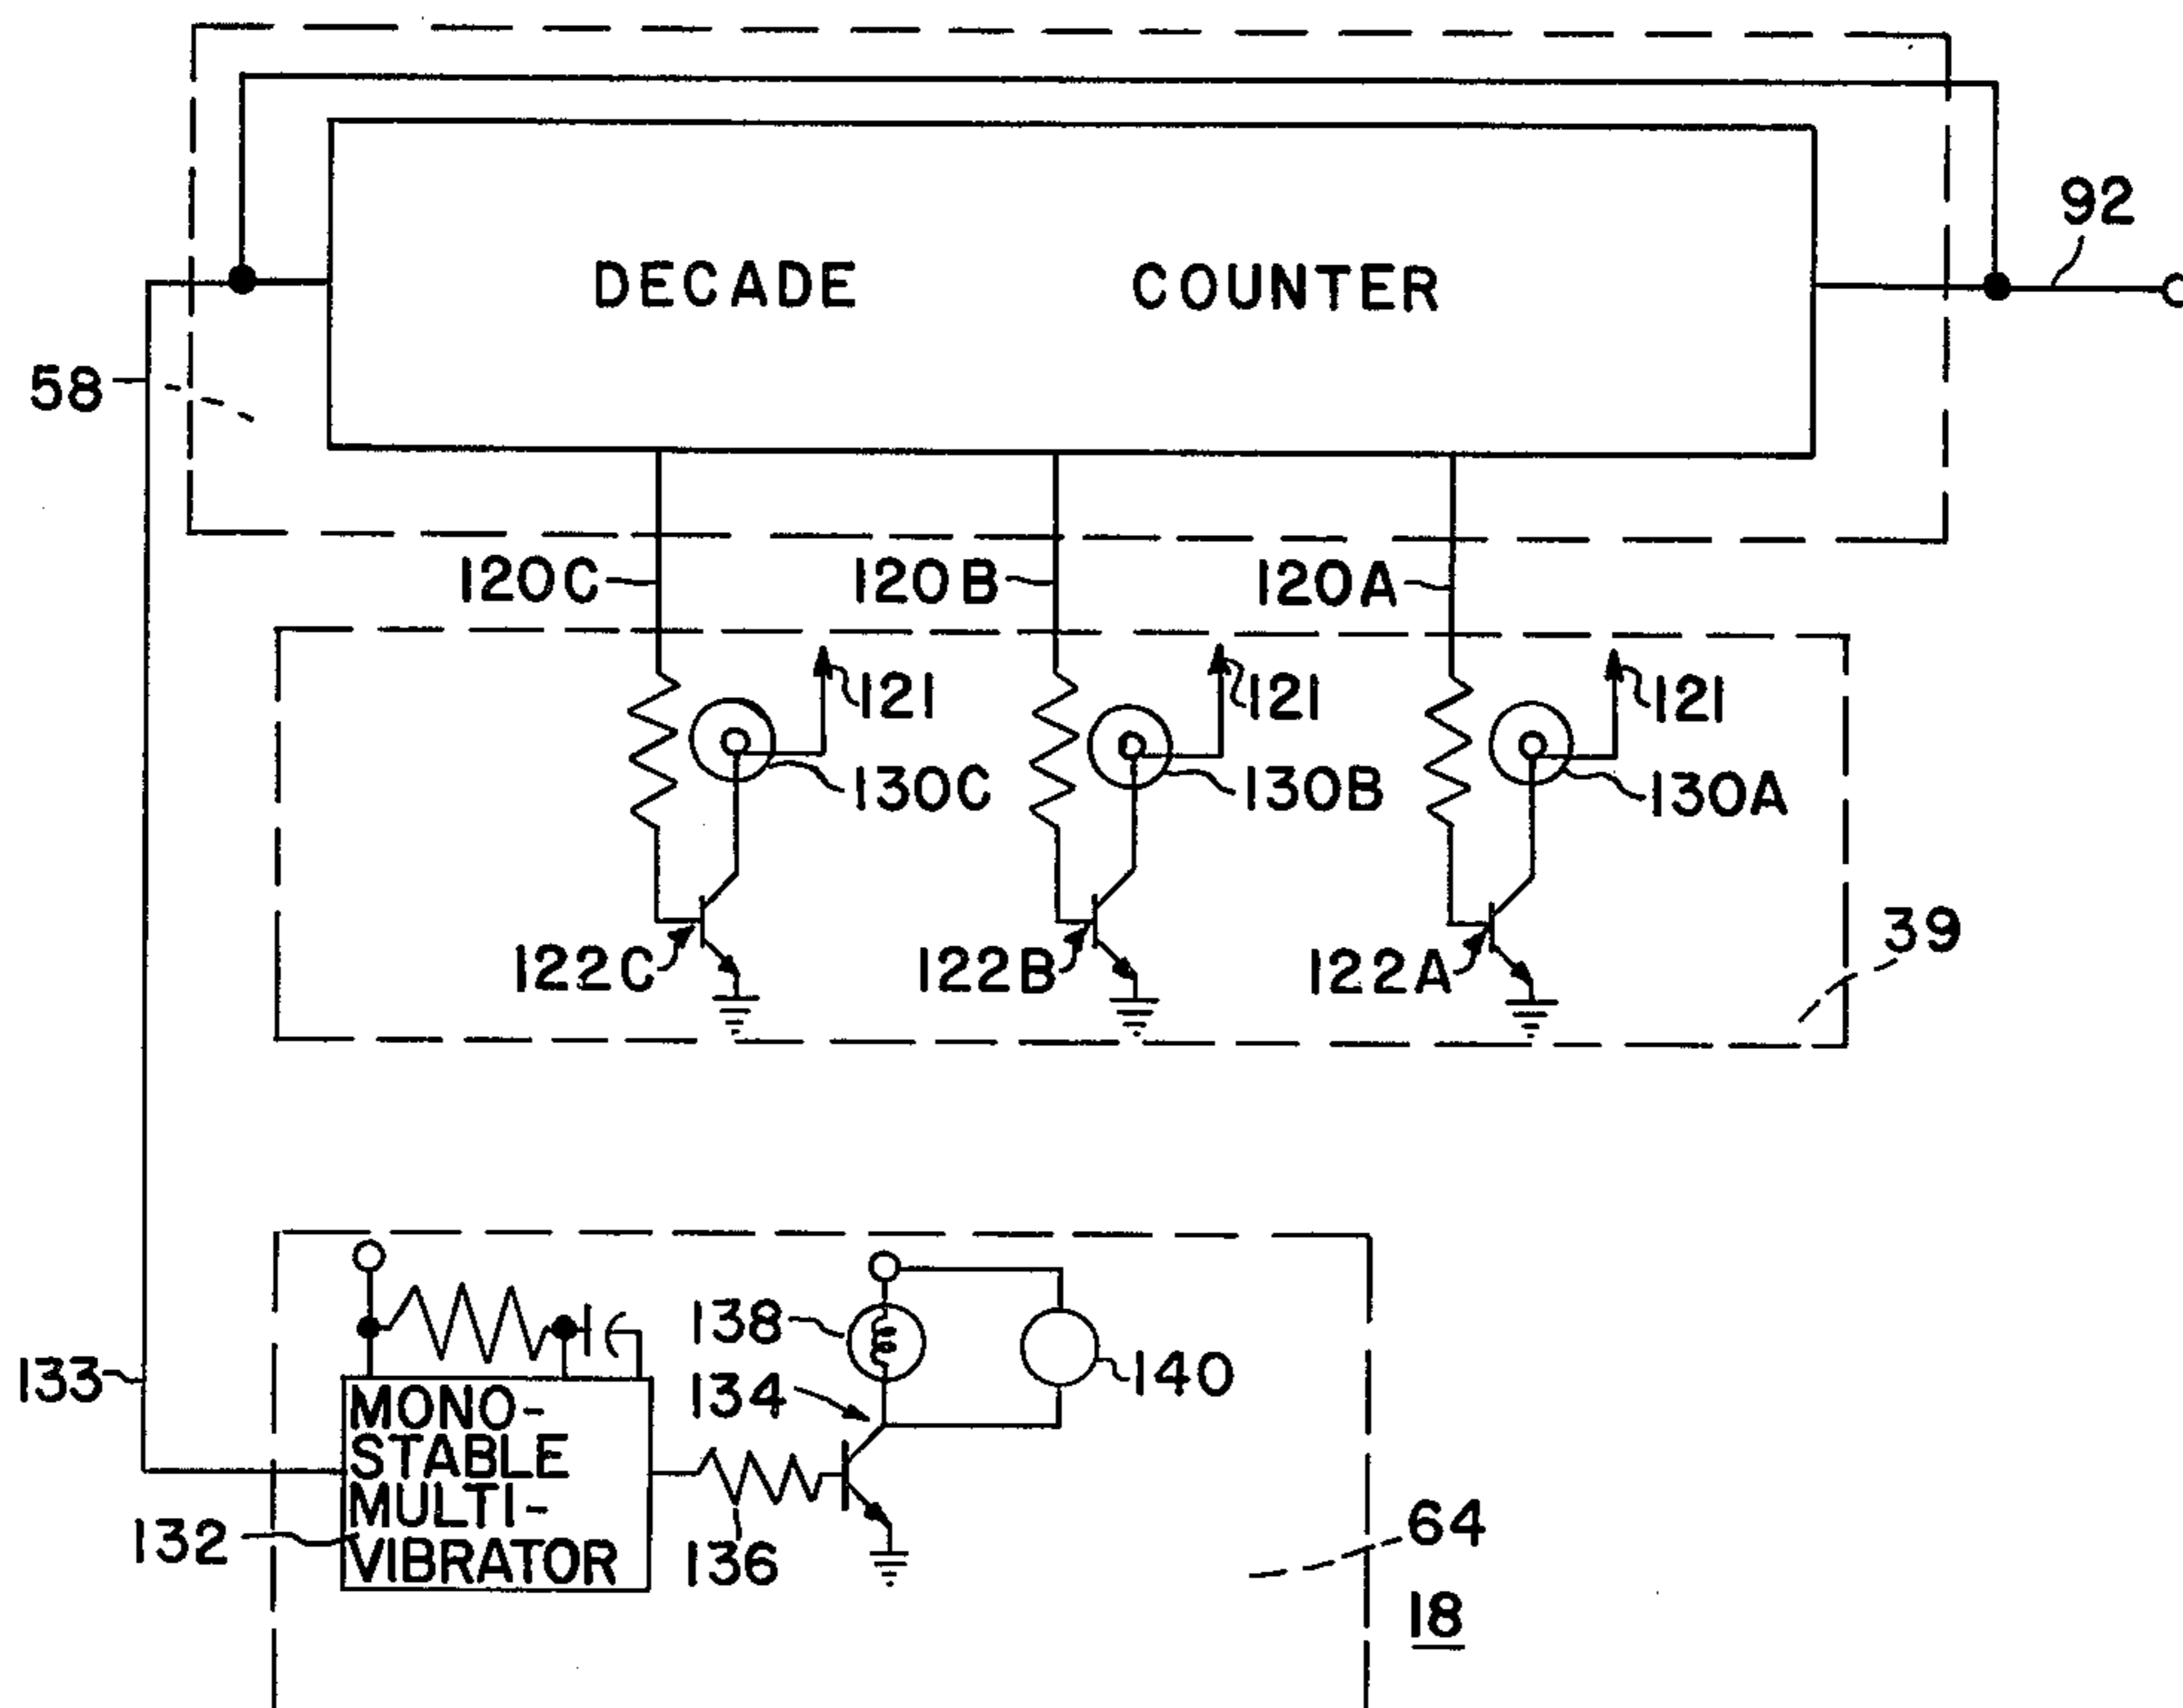 92
DECADE COUNTER
58
120C 120B 120A
121 121 121
130C 130B 130A
39
122C 122B 122A
138
140
133
134
MONO-
STABLE
MULTI-
VIBRATOR
132
136
64
18